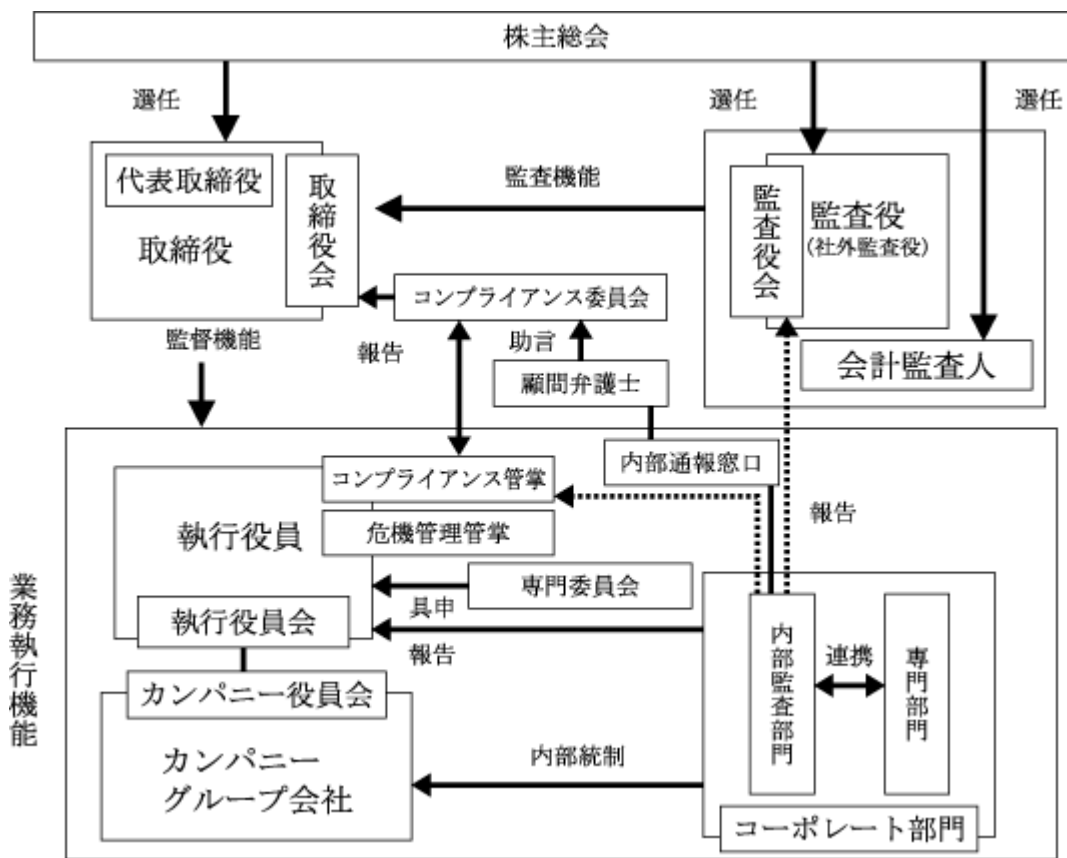 株主総会
選任
選任
選任
代表取締役
取締役
取締役会
監査機能
監査役会
監査役
(社外監査役)
会計監査人
コンプライアンス委員会
報告
助言
顧問弁護士
監督機能
内部通報窓口
業務執行機能
執行役員
コンプライアンス管掌
危機管理管掌
報告
専門委員会
具申
執行役員会
報告
カンパニー役員会
カンパニー
グループ会社
内部統制
内部監査部門
連携
専門部門
コーポレート部門